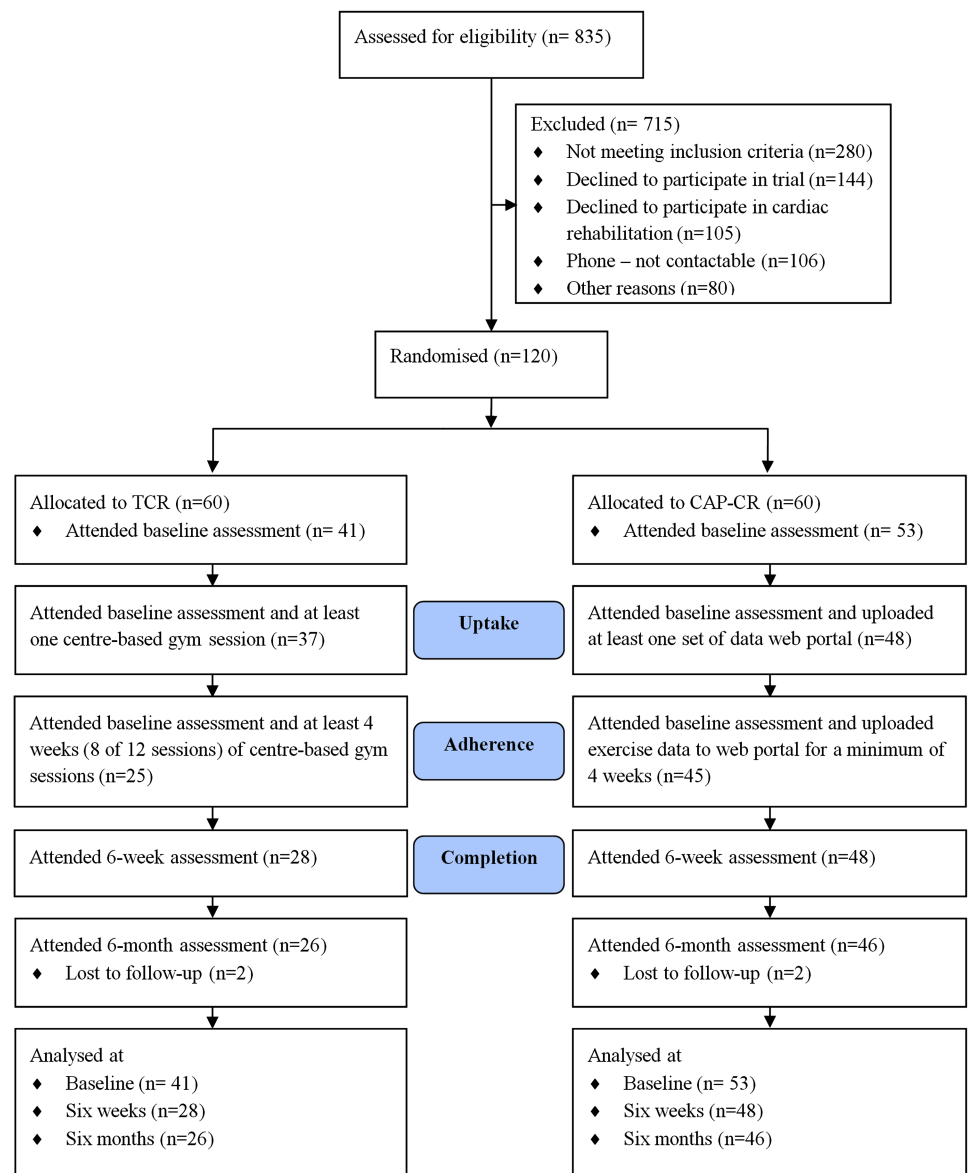 Assessed for eligibility (n= 835)
Excluded (n= 715)
♦ Not meeting inclusion criteria (n=280)
♦ Declined to participate in trial (n=144)
♦ Declined to participate in cardiac
rehabilitation (n=105)
♦ Phone – not contactable (n=106)
♦ Other reasons (n=80)
Randomised (n=120)
Allocated to TCR (n=60)
♦ Attended baseline assessment (n= 41)
Allocated to CAP-CR (n=60)
♦ Attended baseline assessment (n= 53)
Attended baseline assessment and at least
one centre-based gym session (n=37)
Uptake
Attended baseline assessment and uploaded
at least one set of data web portal (n=48)
Attended baseline assessment and at least 4
weeks (8 of 12 sessions) of centre-based gym
sessions (n=25)
Adherence
Attended baseline assessment and uploaded
exercise data to web portal for a minimum of
4 weeks (n=45)
Attended 6-week assessment (n=28)
Completion
Attended 6-week assessment (n=48)
Attended 6-month assessment (n=26)
♦ Lost to follow-up (n=2)
Attended 6-month assessment (n=46)
♦ Lost to follow-up (n=2)
Analysed at
♦ Baseline (n= 41)
♦ Six weeks (n=28)
♦ Six months (n=26)
Analysed at
♦ Baseline (n= 53)
♦ Six weeks (n=48)
♦ Six months (n=46)